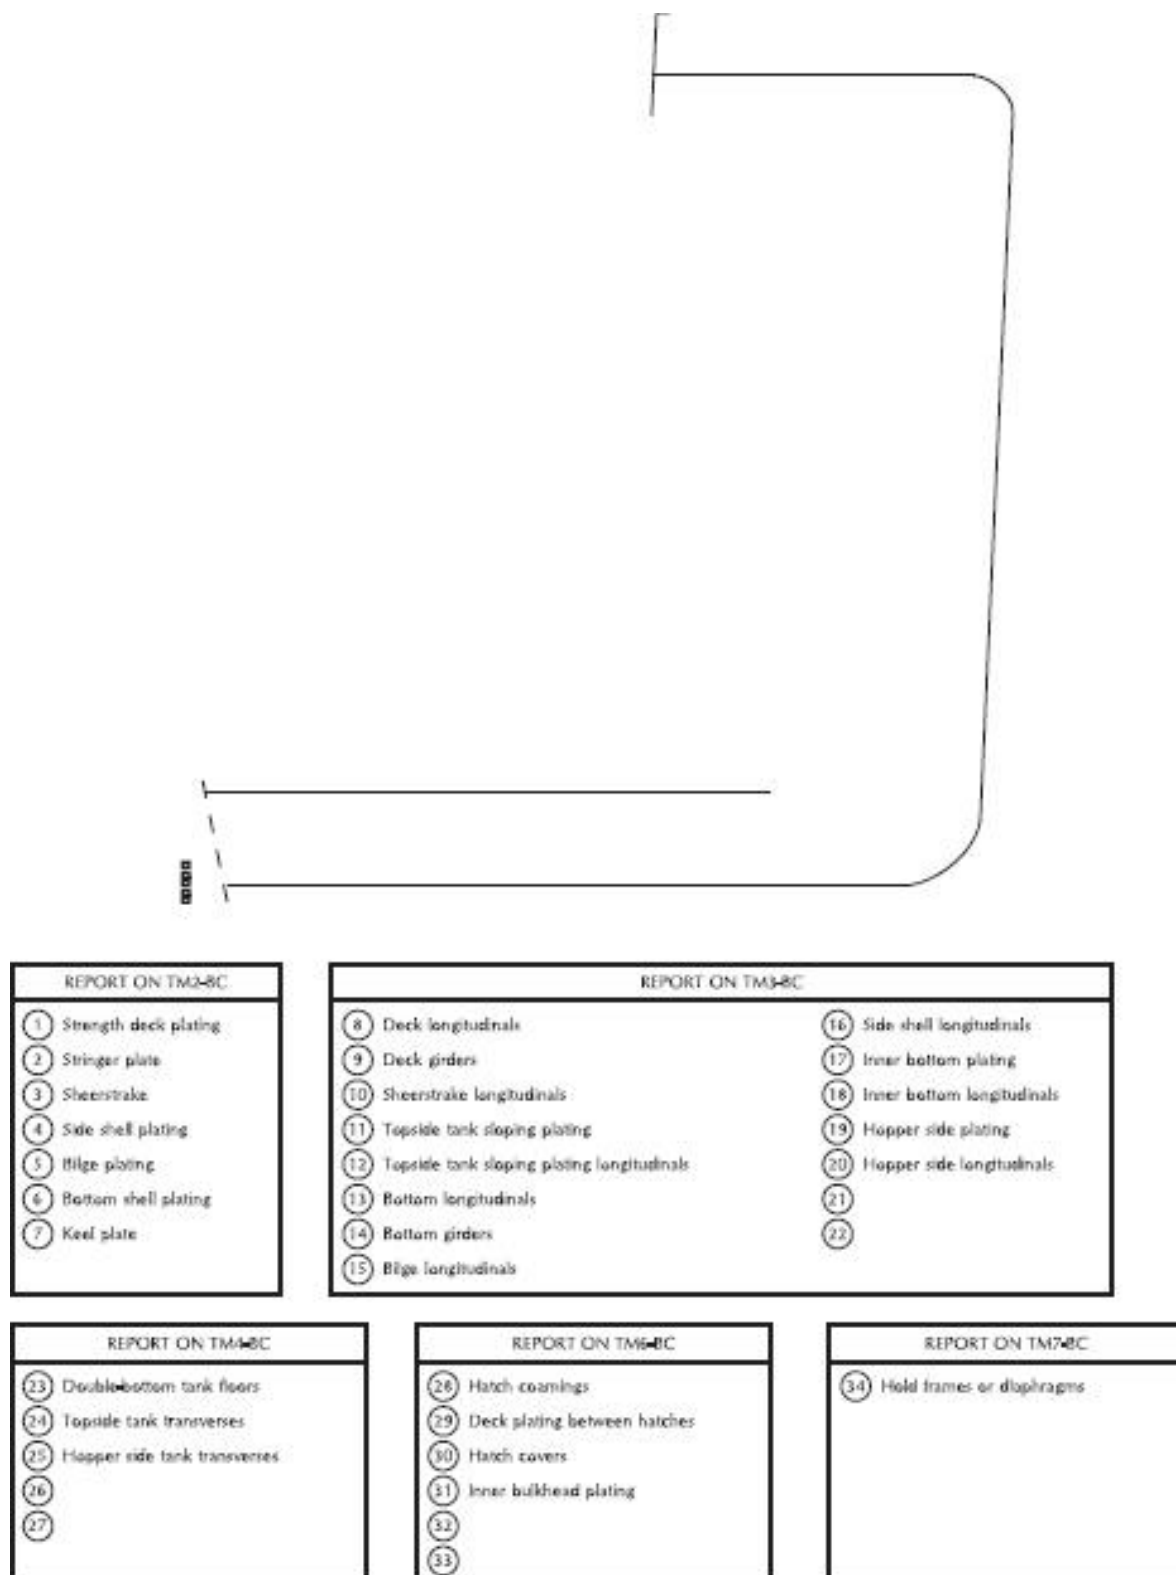 REPORT ON TM2-BC
1 Strength deck plating
2 Stringer plate
3 Sheerstrake
4 Side shell plating
5 Bilge plating
6 Bottom shell plating
7 Keel plate
REPORT ON TM3-BC
8 Deck longitudinals
9 Deck girders
10 Sheerstrake longitudinals
11 Topside tank sloping plating
12 Topside tank sloping plating longitudinals
13 Bottom longitudinals
14 Bottom girders
15 Bilge longitudinals
16 Side shell longitudinals
17 Inner bottom plating
18 Inner bottom longitudinals
19 Hopper side plating
20 Hopper side longitudinals
21
22
REPORT ON TM4-BC
23 Double-bottom tank floors
24 Topside tank transverses
25 Hopper side tank transverses
26
27
REPORT ON TM6-BC
28 Hatch coamings
29 Deck plating between hatches
30 Hatch covers
31 Inner bulkhead plating
32
33
REPORT ON TM7-BC
34 Hold frames or diaphragms